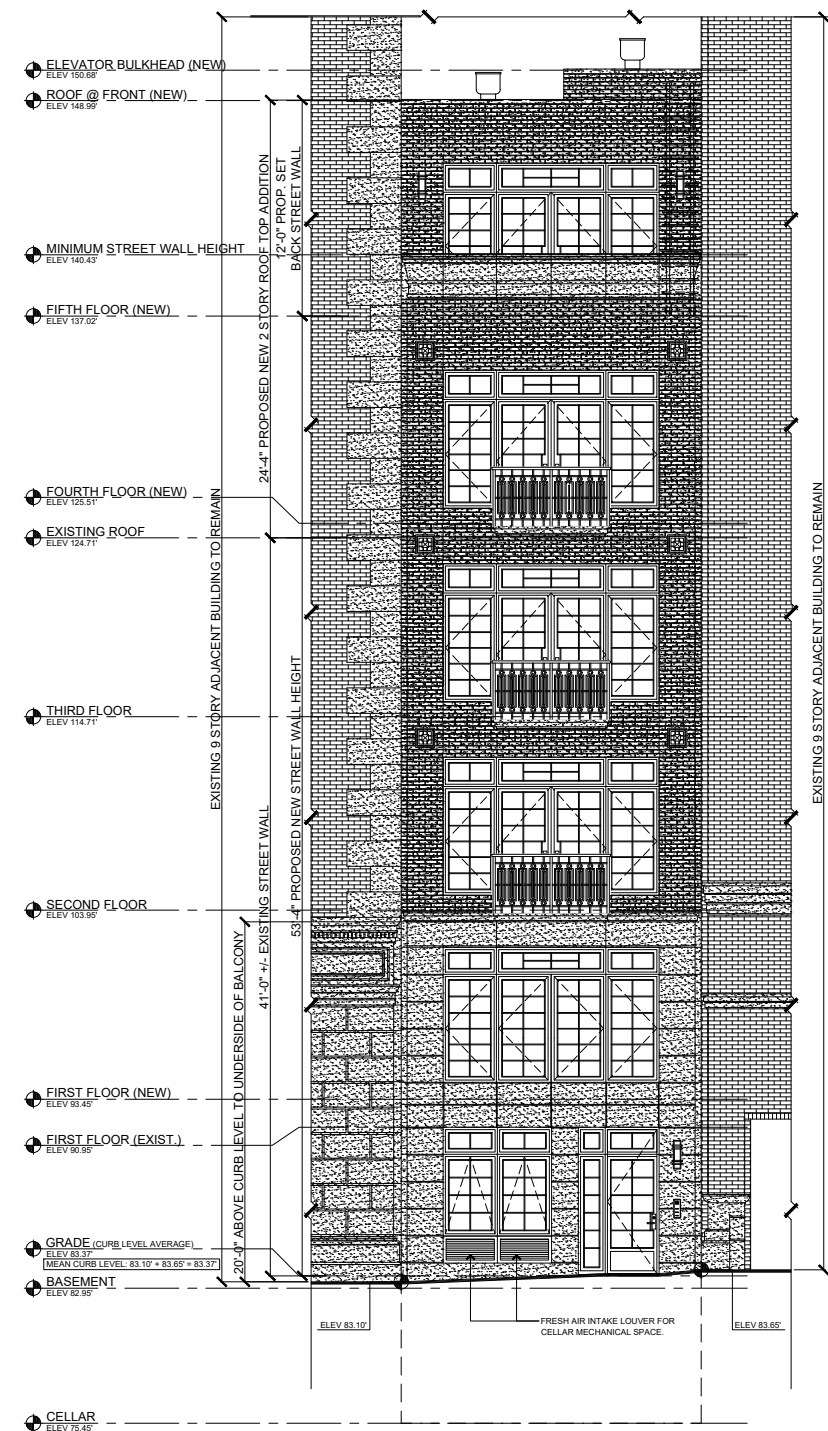 ELEVATOR BULKHEAD (NEW)
ELEV 150.68'
ROOF @ FRONT (NEW)
ELEV 148.99'
MINIMUM STREET WALL HEIGHT
ELEV 140.43'
FIFTH FLOOR (NEW)
ELEV 137.02'
FOURTH FLOOR (NEW)
ELEV 125.51'
EXISTING ROOF
ELEV 124.71'
THIRD FLOOR
ELEV 114.71'
SECOND FLOOR
ELEV 103.95'
FIRST FLOOR (NEW)
ELEV 93.45'
FIRST FLOOR (EXIST.)
ELEV 90.95'
GRADE (CURB LEVEL AVERAGE)
ELEV 83.37'
MEAN CURB LEVEL: 83.10' + 83.65' = 83.37'
BASEMENT
ELEV 82.95'
CELLAR
ELEV 75.45'
EXISTING 9 STORY ADJACENT BUILDING TO REMAIN
20'-0" ABOVE CURB LEVEL TO UNDERSIDE OF BALCONY
24'-4" PROPOSED NEW 2 STORY ROOF TOP ADDITION
41'-0" +/- EXISTING STREET WALL
12'-0" PROP. SET
BACK STREET WALL
53'-4" PROPOSED NEW STREET WALL HEIGHT
EXISTING 9 STORY ADJACENT BUILDING TO REMAIN
ELEV 83.10'
FRESH AIR INTAKE LOUVER FOR
CELLAR MECHANICAL SPACE.
ELEV 83.65'